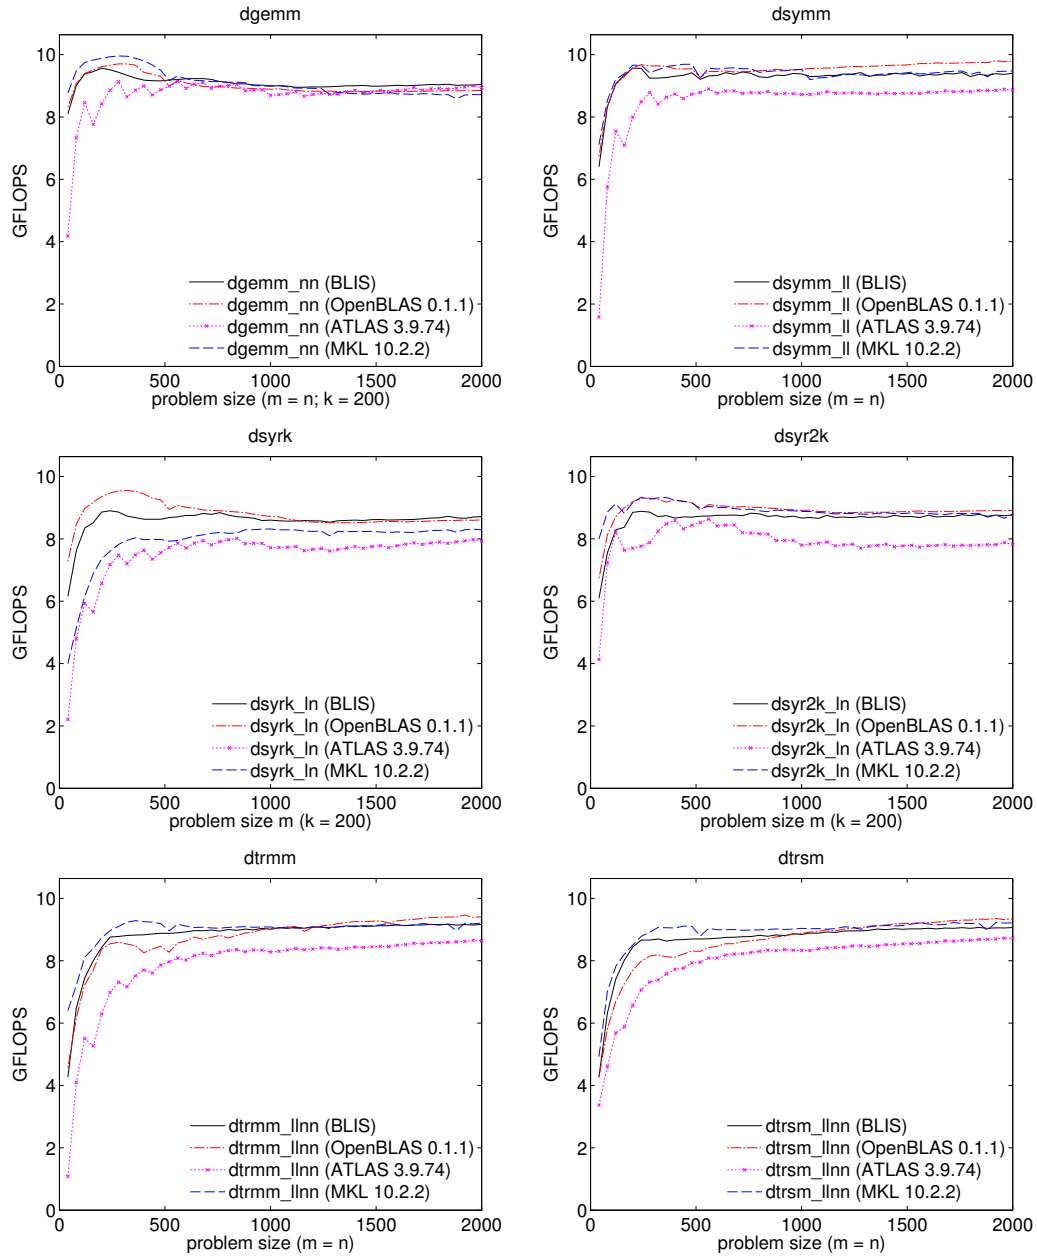 dgemm
10
8
6
4
2
0
GFLOPS
dgemm_nn (BLIS)
dgemm_nn (OpenBLAS 0.1.1)
dgemm_nn (ATLAS 3.9.74)
dgemm_nn (MKL 10.2.2)
0 500 1000 1500 2000
problem size (m = n; k = 200)
dsymm
10
8
6
4
2
0
GFLOPS
dsymm_ll (BLIS)
dsymm_ll (OpenBLAS 0.1.1)
dsymm_ll (ATLAS 3.9.74)
dsymm_ll (MKL 10.2.2)
0 500 1000 1500 2000
problem size (m = n)
dsyrk
10
8
6
4
2
0
GFLOPS
dsyrk_ln (BLIS)
dsyrk_ln (OpenBLAS 0.1.1)
dsyrk_ln (ATLAS 3.9.74)
dsyrk_ln (MKL 10.2.2)
0 500 1000 1500 2000
problem size m (k = 200)
dsyr2k
10
8
6
4
2
0
GFLOPS
dsyr2k_ln (BLIS)
dsyr2k_ln (OpenBLAS 0.1.1)
dsyr2k_ln (ATLAS 3.9.74)
dsyr2k_ln (MKL 10.2.2)
0 500 1000 1500 2000
problem size m (k = 200)
dtrmm
10
8
6
4
2
0
GFLOPS
dtrmm_llnn (BLIS)
dtrmm_llnn (OpenBLAS 0.1.1)
dtrmm_llnn (ATLAS 3.9.74)
dtrmm_llnn (MKL 10.2.2)
0 500 1000 1500 2000
problem size (m = n)
dtrsm
10
8
6
4
2
0
GFLOPS
dtrsm_llnn (BLIS)
dtrsm_llnn (OpenBLAS 0.1.1)
dtrsm_llnn (ATLAS 3.9.74)
dtrsm_llnn (MKL 10.2.2)
0 500 1000 1500 2000
problem size (m = n)